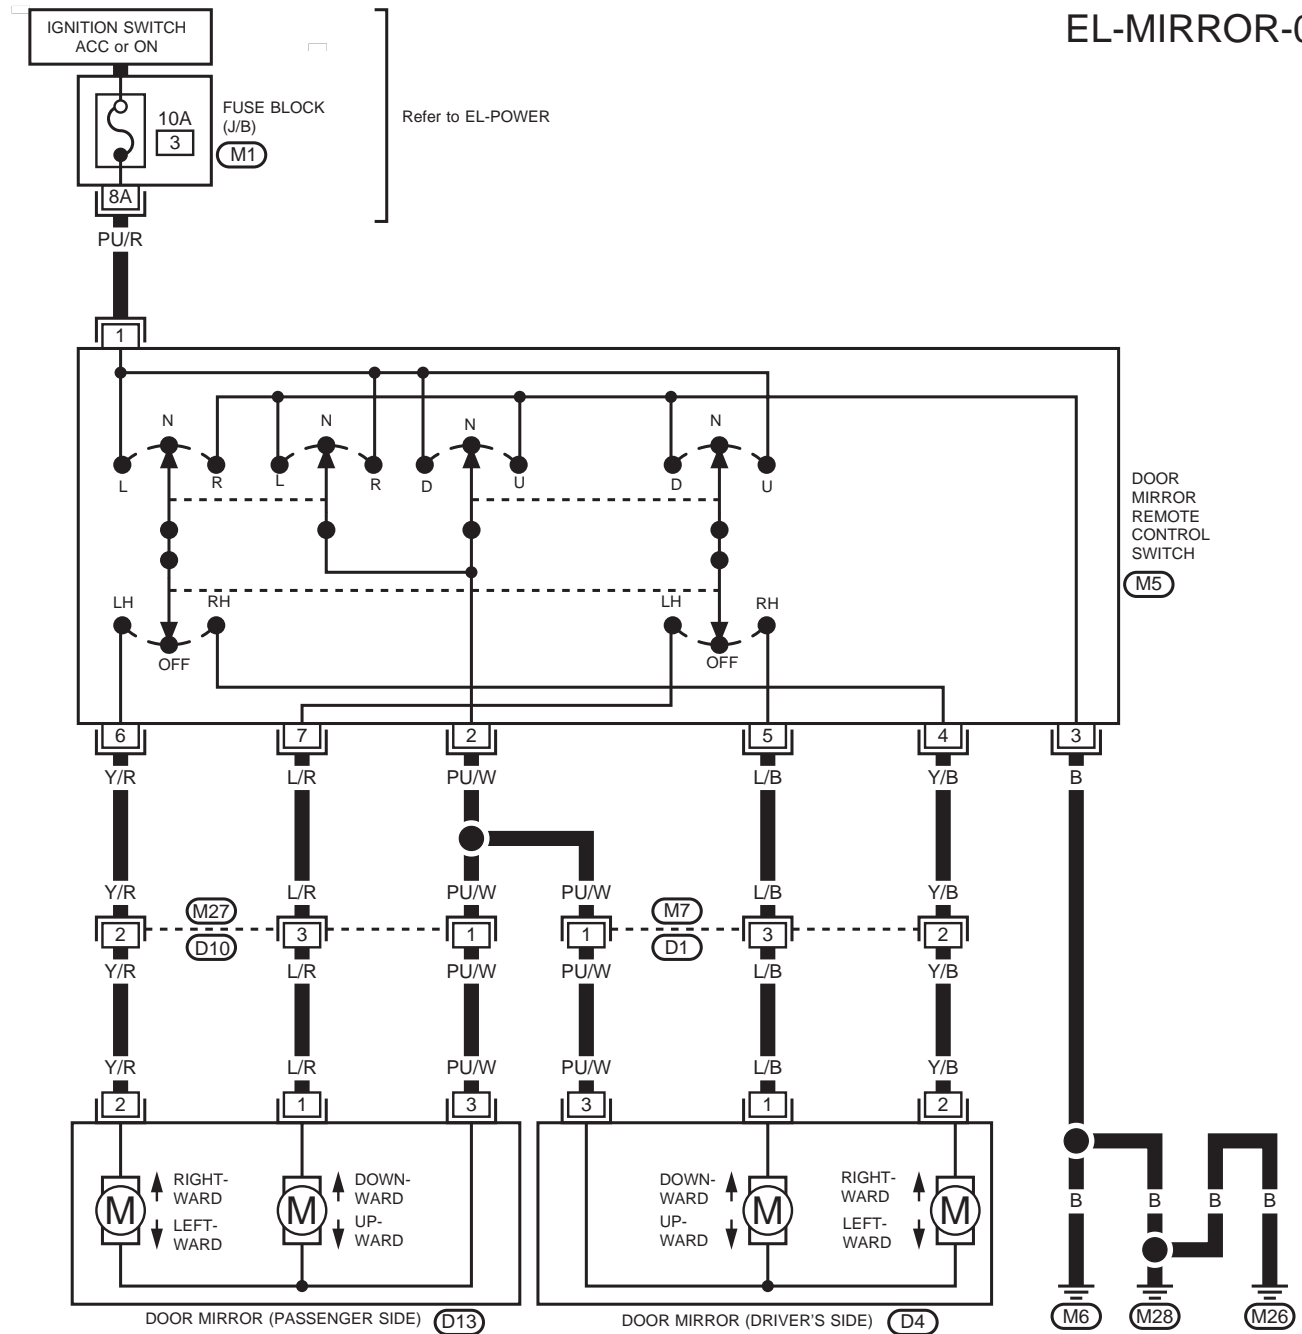 EL-MIRROR-0
IGNITION SWITCH
ACC or ON
10A
3
FUSE BLOCK
(J/B)
M1
Refer to EL-POWER
8A
PU/R
1
N
N
N
N
L
R
L
R
D
U
D
U
DOOR
MIRROR
REMOTE
CONTROL
SWITCH
M5
LH
RH
LH
RH
OFF
OFF
6
7
2
5
4
3
Y/R
L/R
PU/W
L/B
Y/B
B
Y/R
L/R
PU/W
PU/W
L/B
Y/B
M27
M7
2
3
1
1
3
2
D10
D1
Y/R
L/R
PU/W
PU/W
L/B
Y/B
Y/R
L/R
PU/W
PU/W
L/B
Y/B
2
1
3
3
1
2
M
RIGHT-
WARD
LEFT-
WARD
M
DOWN-
WARD
UP-
WARD
DOWN-
WARD
UP-
WARD
M
RIGHT-
WARD
LEFT-
WARD
M
B
B
B
B
DOOR MIRROR (PASSENGER SIDE)
D13
DOOR MIRROR (DRIVER'S SIDE)
D4
M6
M28
M26